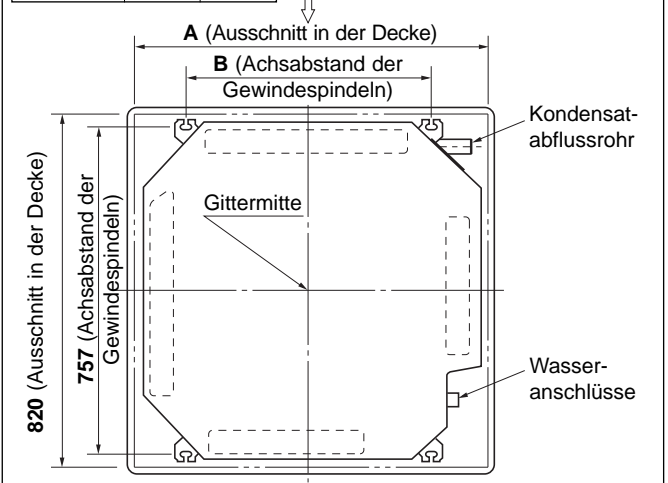 A (Ausschnitt in der Decke)
B (Achsabstand der
Gewindespindeln)
Kondensat-
abflussrohr
820 (Ausschnitt in der Decke)
757 (Achsabstand der
Gewindespindeln)
Gittermitte
Wasser-
anschlüsse